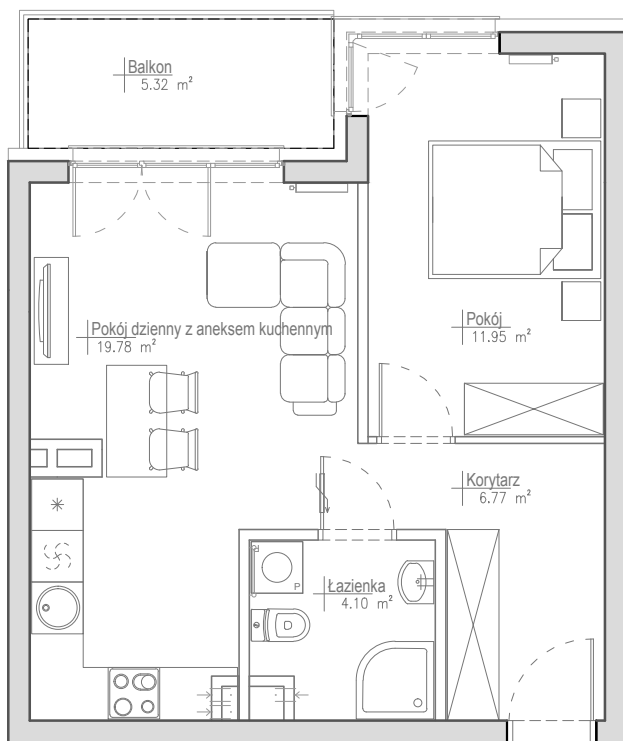 Balkon
5.32 m²
Pokój dzienny z aneksem kuchennym
19.78 m²
Pokój
11.95 m²
Korytarz
6.77 m²
Łazienka
4.10 m²
P